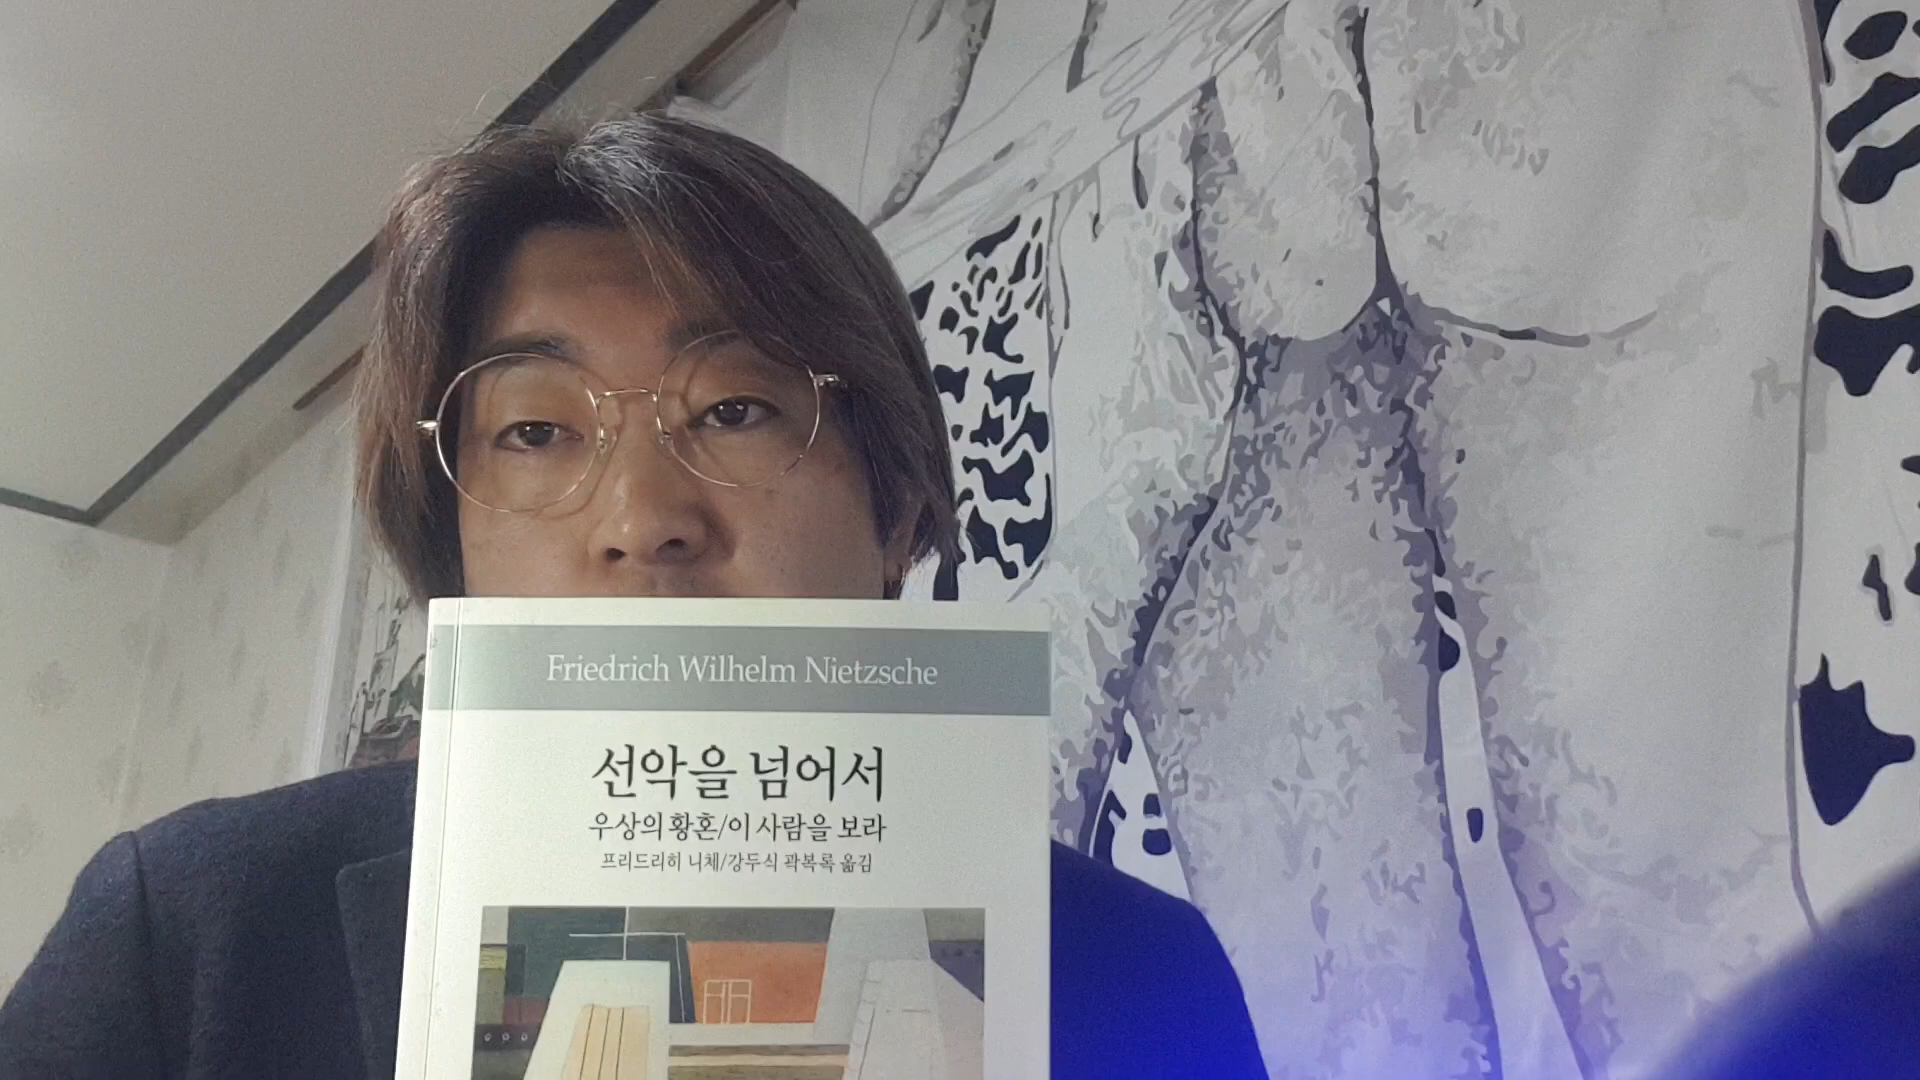 Friedrich Wilhelm Nietzsche
선악을 넘어서
우상의 황혼/이 사람을 보라
프리드리히 니체/강두식 곽복록 옮김